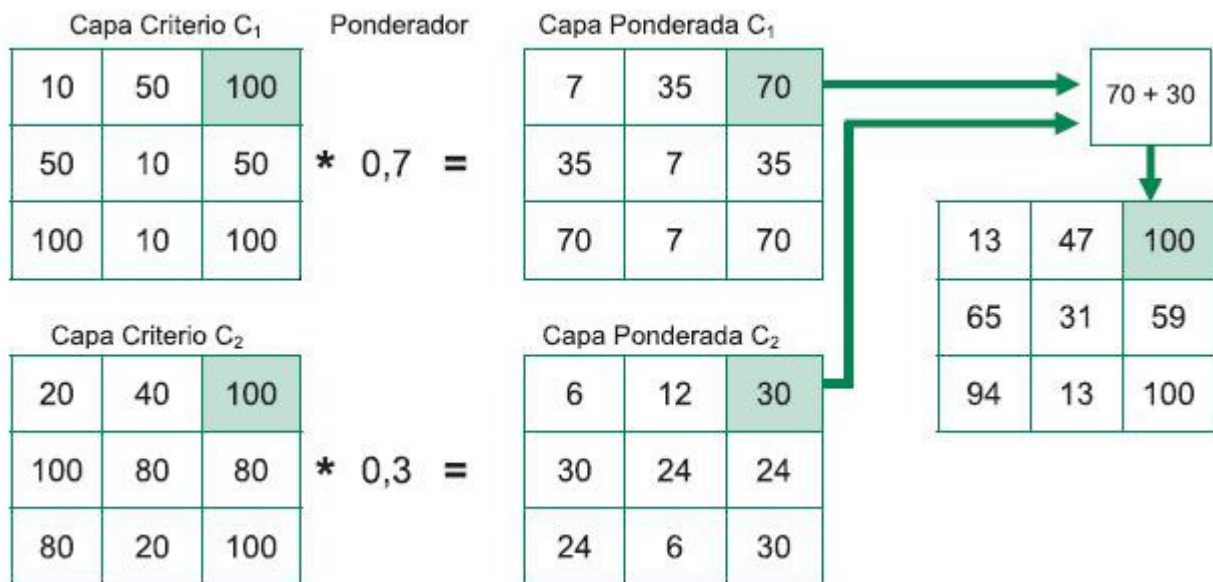 Capa Criterio C₁ Ponderador Capa Ponderada C₁
10 50 100 7 35 70 70 + 30
50 10 50 * 0,7 = 35 7 35
100 10 100 70 7 70
13 47 100
65 31 59
94 13 100
Capa Criterio C₂ Capa Ponderada C₂
20 40 100 6 12 30
100 80 80 * 0,3 = 30 24 24
80 20 100 24 6 30